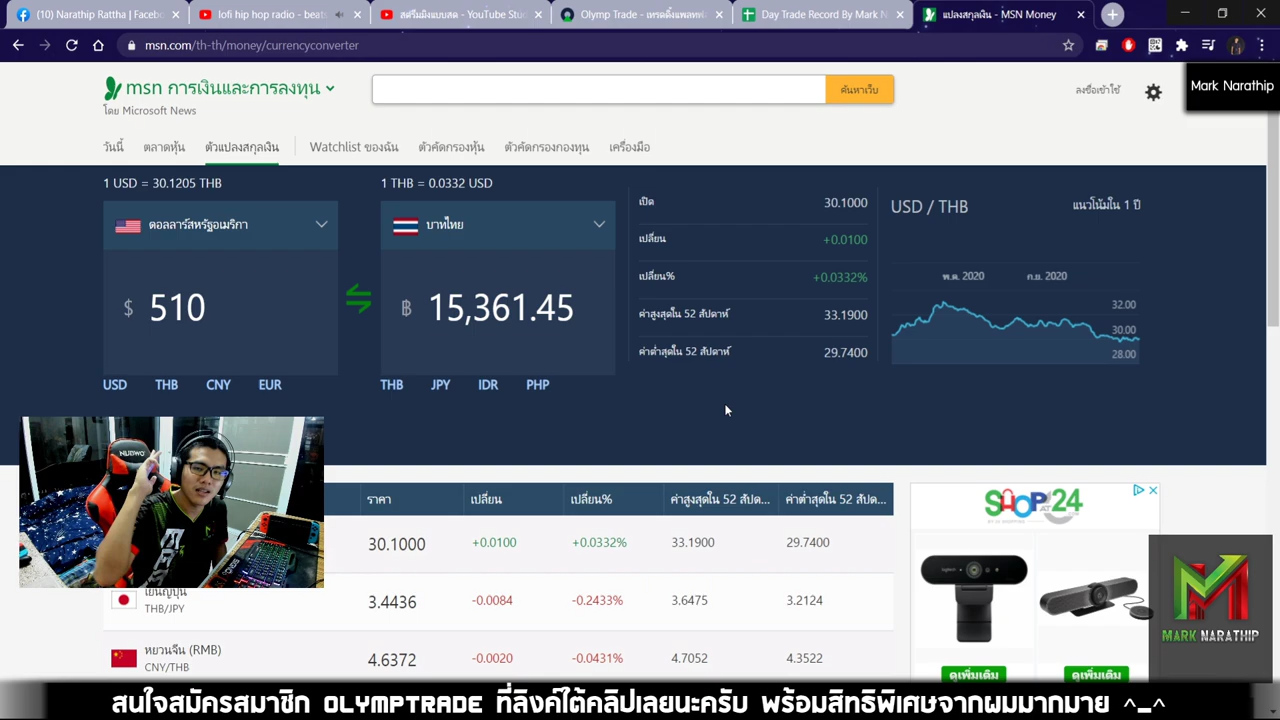 (10) Narathip Rattha | Faceb
lofi hip hop radio - beats
สตรีมมิงแบบสด - YouTube Stu
Olymp Trade - เทรดดิ้งแพลทฟ
Day Trade Record By Mark N
แปลงสกุลเงิน - MSN Money
msn.com/th-th/money/currencyconverter
msn การเงินและการลงทุน
ค้นหาเว็บ
ลงชื่อเข้าใช้
Mark Narathip
โดย Microsoft News
วันนี้ ตลาดหุ้น ตัวแปลงสกุลเงิน Watchlist ของฉัน ตัวคัดกรองหุ้น ตัวคัดกรองกองทุน เครื่องมือ
1 USD = 30.1205 THB
1 THB = 0.0332 USD
ดอลลาร์สหรัฐอเมริกา
บาทไทย
$ 510
฿ 15,361.45
USD THB CNY EUR
THB JPY IDR PHP
เปิด 30.1000
เปลี่ยน +0.0100
เปลี่ยน% +0.0332%
ค่าสูงสุดใน 52 สัปดาห์ 33.1900
ค่าต่ำสุดใน 52 สัปดาห์ 29.7400
USD / THB แนวโน้มใน 1 ปี
พ.ค. 2020 ก.ย. 2020
32.00
30.00
28.00
NUBWO
ราคา เปลี่ยน เปลี่ยน% ค่าสูงสุดใน 52 สัปด... ค่าต่ำสุดใน 52 สัปด...
30.1000 +0.0100 +0.0332% 33.1900 29.7400
เยนญี่ปุ่น
THB/JPY
3.4436 -0.0084 -0.2433% 3.6475 3.2124
หยวนจีน (RMB)
CNY/THB
4.6372 -0.0020 -0.0431% 4.7052 4.3522
SHOP AT 24
ดูเพิ่มเติม ดูเพิ่มเติม
MARK NARATHIP
สนใจสมัครสมาชิก OLYMPTRADE ที่ลิงค์ใต้คลิปเลยนะครับ พร้อมสิทธิพิเศษจากผมมากมาย ^_^